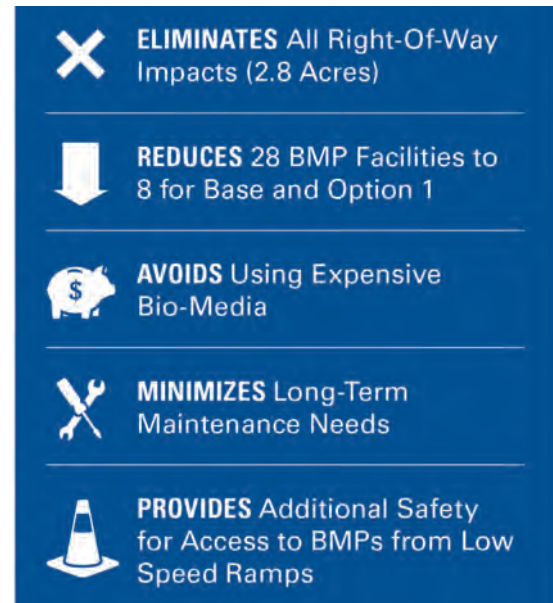 ELIMINATES All Right-Of-Way
Impacts (2.8 Acres)
REDUCES 28 BMP Facilities to
8 for Base and Option 1
$
AVOIDS Using Expensive
Bio-Media
MINIMIZES Long-Term
Maintenance Needs
PROVIDES Additional Safety
for Access to BMPs from Low
Speed Ramps